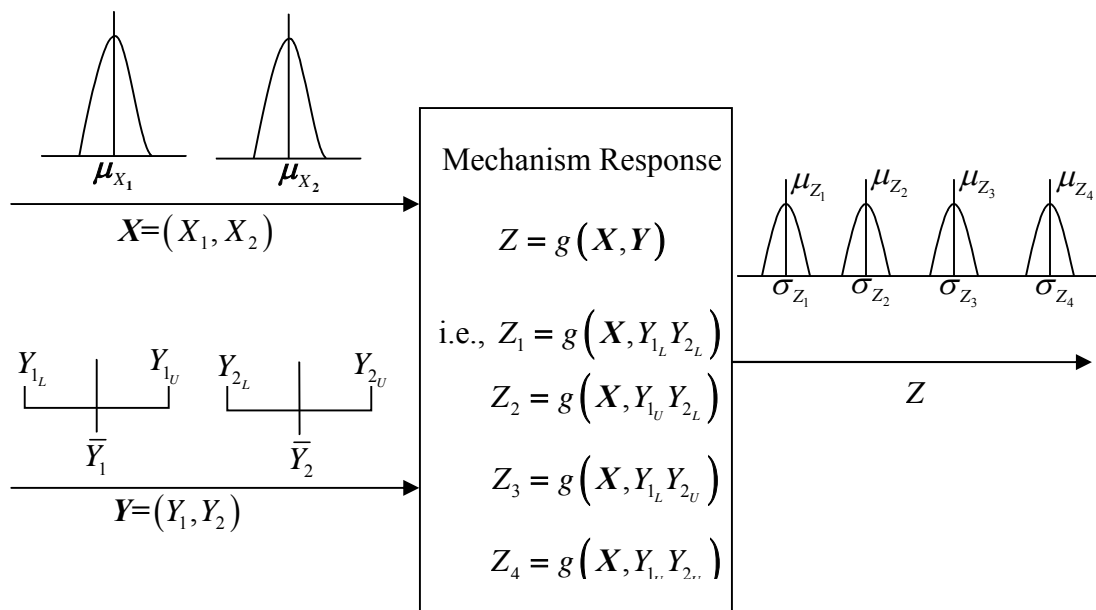 μ_{X_1} μ_{X_2}
X=(X_1, X_2)
Y_{1_L} Y_{1_U} Y_{2_L} Y_{2_U}
Ȳ_1 Ȳ_2
Y=(Y_1, Y_2)
Mechanism Response
Z = g(X, Y)
i.e., Z_1 = g(X, Y_{1_L} Y_{2_L})
Z_2 = g(X, Y_{1_U} Y_{2_L})
Z_3 = g(X, Y_{1_L} Y_{2_U})
Z_4 = g(X, Y_{1_U} Y_{2_U})
μ_{Z_1} μ_{Z_2} μ_{Z_3} μ_{Z_4}
σ_{Z_1} σ_{Z_2} σ_{Z_3} σ_{Z_4}
Z